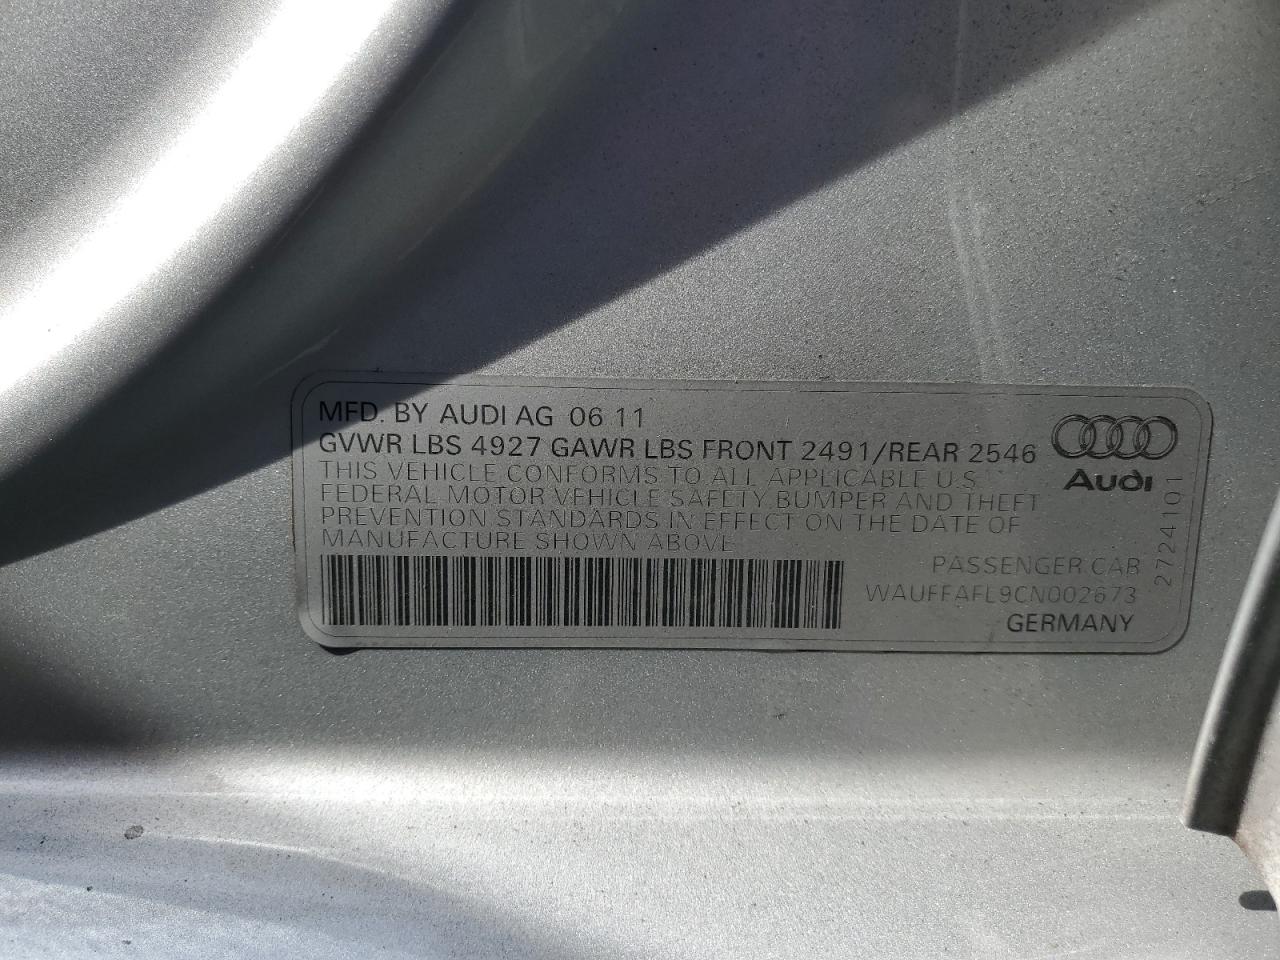 MFD. BY AUDI AG 06 11
GVWR LBS 4927 GAWR LBS FRONT 2491/REAR 2546
THIS VEHICLE CONFORMS TO ALL APPLICABLE U.S.
FEDERAL MOTOR VEHICLE SAFETY, BUMPER AND THEFT
PREVENTION STANDARDS IN EFFECT ON THE DATE OF
MANUFACTURE SHOWN ABOVE
Audi
PASSENGER CAR
WAUFFAFL9CN002673
GERMANY
2724101